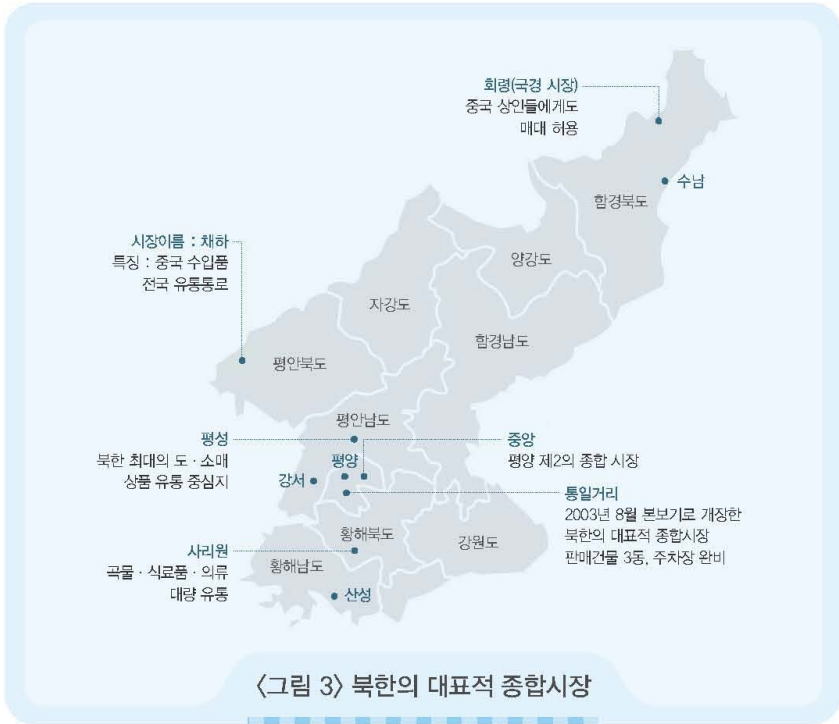 회령(국경 시장)
중국 상인들에게도
매대 허용
수남
함경북도
시장이름 : 채하
특징 : 중국 수입품
전국 유통통로
양강도
자강도
함경남도
평안북도
평안남도
평성
북한 최대의 도 · 소매
상품 유통 중심지
평양
강서
중앙
평양 제2의 종합 시장
통일거리
2003년 8월 본보기로 개장한
북한의 대표적 종합시장
판매건물 3동, 주차장 완비
황해북도
강원도
사리원
곡물 · 식료품 · 의류
대량 유통
황해남도
산성
〈그림 3〉 북한의 대표적 종합시장